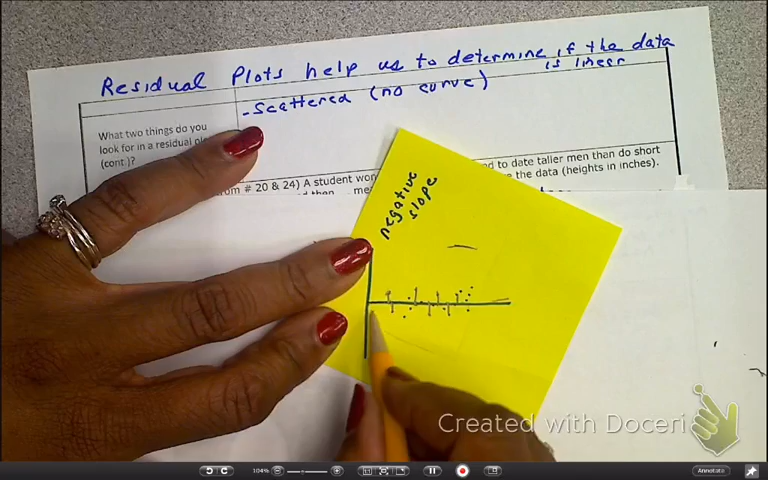 Residual Plots help us to determine if the data
is linear
- Scattered (no curve)
What two things do you
look for in a residual
(cont.)?
from # 20 & 24) A student
to date taller men than do short
the data (heights in inches).
negative
slope
Created with Doceri
104%
Annotate